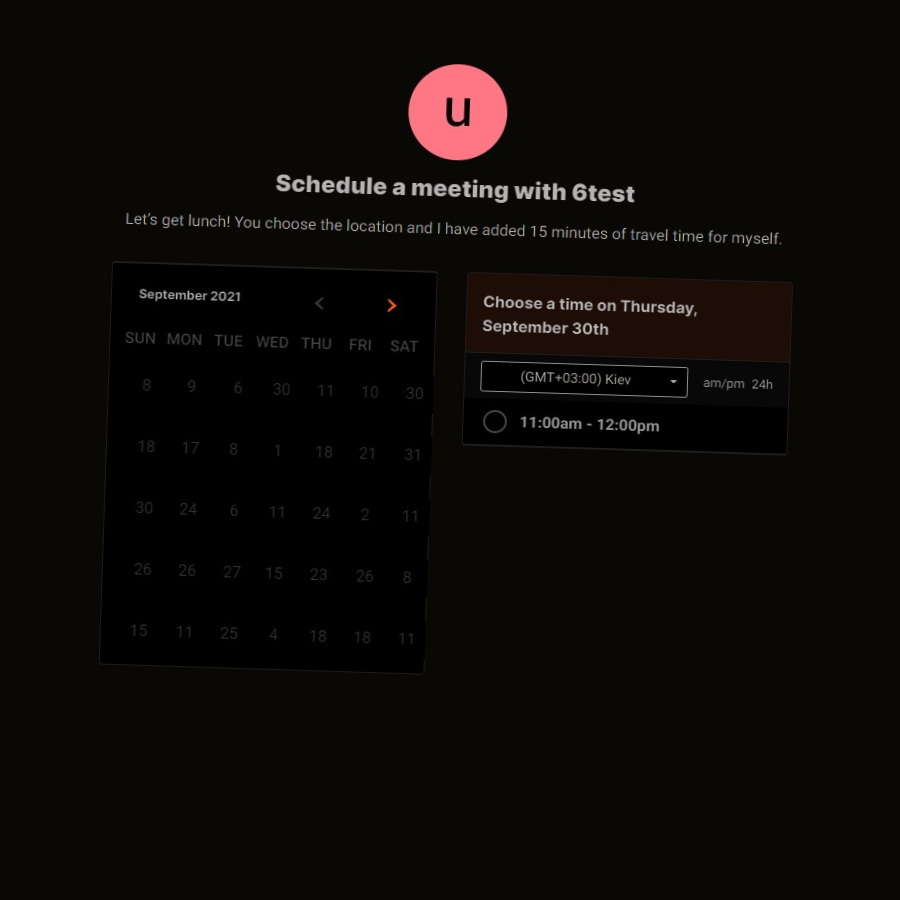 u
Schedule a meeting with 6test
Let's get lunch! You choose the location and I have added 15 minutes of travel time for myself.
September 2021
SUN MON TUE WED THU FRI SAT
8 9 6 30 11 10 30
18 17 8 1 18 21 31
30 24 6 11 24 2 11
26 26 27 15 23 26 8
15 11 25 4 18 18 11
Choose a time on Thursday,
September 30th
(GMT+03:00) Kiev am/pm 24h
11:00am - 12:00pm